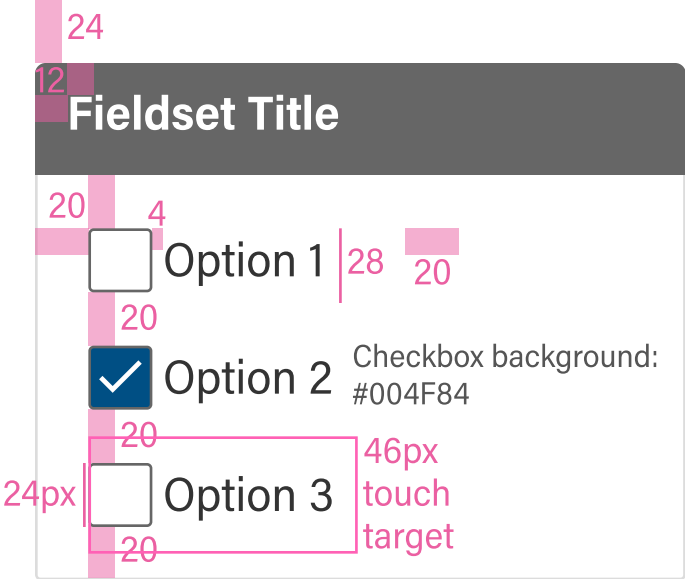 24
12
Fieldset Title
20
4
Option 1
28
20
20
Option 2
Checkbox background:
#004F84
20
24px
Option 3
46px
touch
target
20